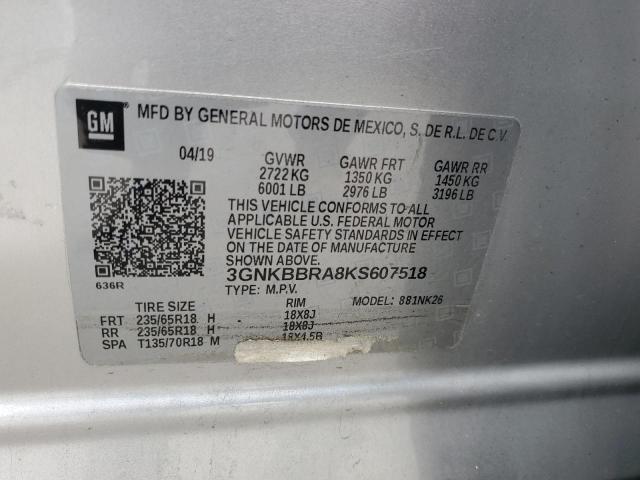 GM
MFD BY GENERAL MOTORS DE MEXICO, S. DE R.L. DE C.V.
04/19 GVWR GAWR FRT GAWR RR
2722 KG 1350 KG 1450 KG
6001 LB 2976 LB 3196 LB
THIS VEHICLE CONFORMS TO ALL
APPLICABLE U.S. FEDERAL MOTOR
VEHICLE SAFETY STANDARDS IN EFFECT
ON THE DATE OF MANUFACTURE
SHOWN ABOVE.
636R 3GNKBBRA8KS607518
TYPE: M.P.V. MODEL: 881NK26
TIRE SIZE RIM
FRT 235/65R18 H - 18X8J
RR 235/65R18 H - 18X8J
SPA T135/70R18 M 18X4.5B